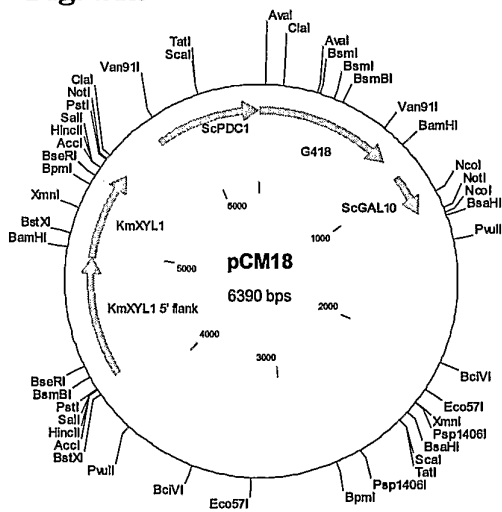 AvaI
ClaI
AvaI
BsmI
BsmI
BsmBI
Van91I
BamHI
NcoI
NotI
NcoI
BsaHI
PvuII
BciVI
Eco57I
XmnI
Psp1406I
BsaHI
ScaI
TatI
Psp1406I
BpmI
Eco57I
BciVI
PvuII
BstXI
AccI
HincII
SalI
PstI
BsmBI
BseRI
BamHI
BstXI
XmnI
BpmI
BseRI
AccI
HincII
SalI
PstI
NotI
ClaI
Van91I
ScaI
TatI
ScPDC1
G418
ScGAL10
KmXYL1
KmXYL1 5' flank
pCM18
6390 bps
1000
2000
3000
4000
5000
6000